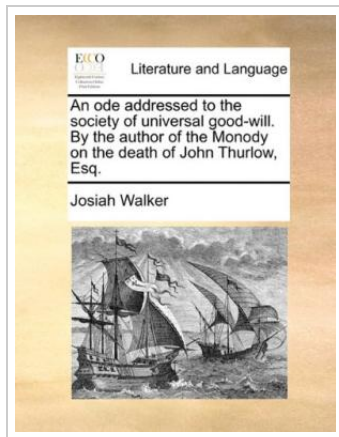 ECCO
Literature and Language
An ode addressed to the
society of universal good-will.
By the author of the Monody
on the death of John Thurlow,
Esq.
Josiah Walker